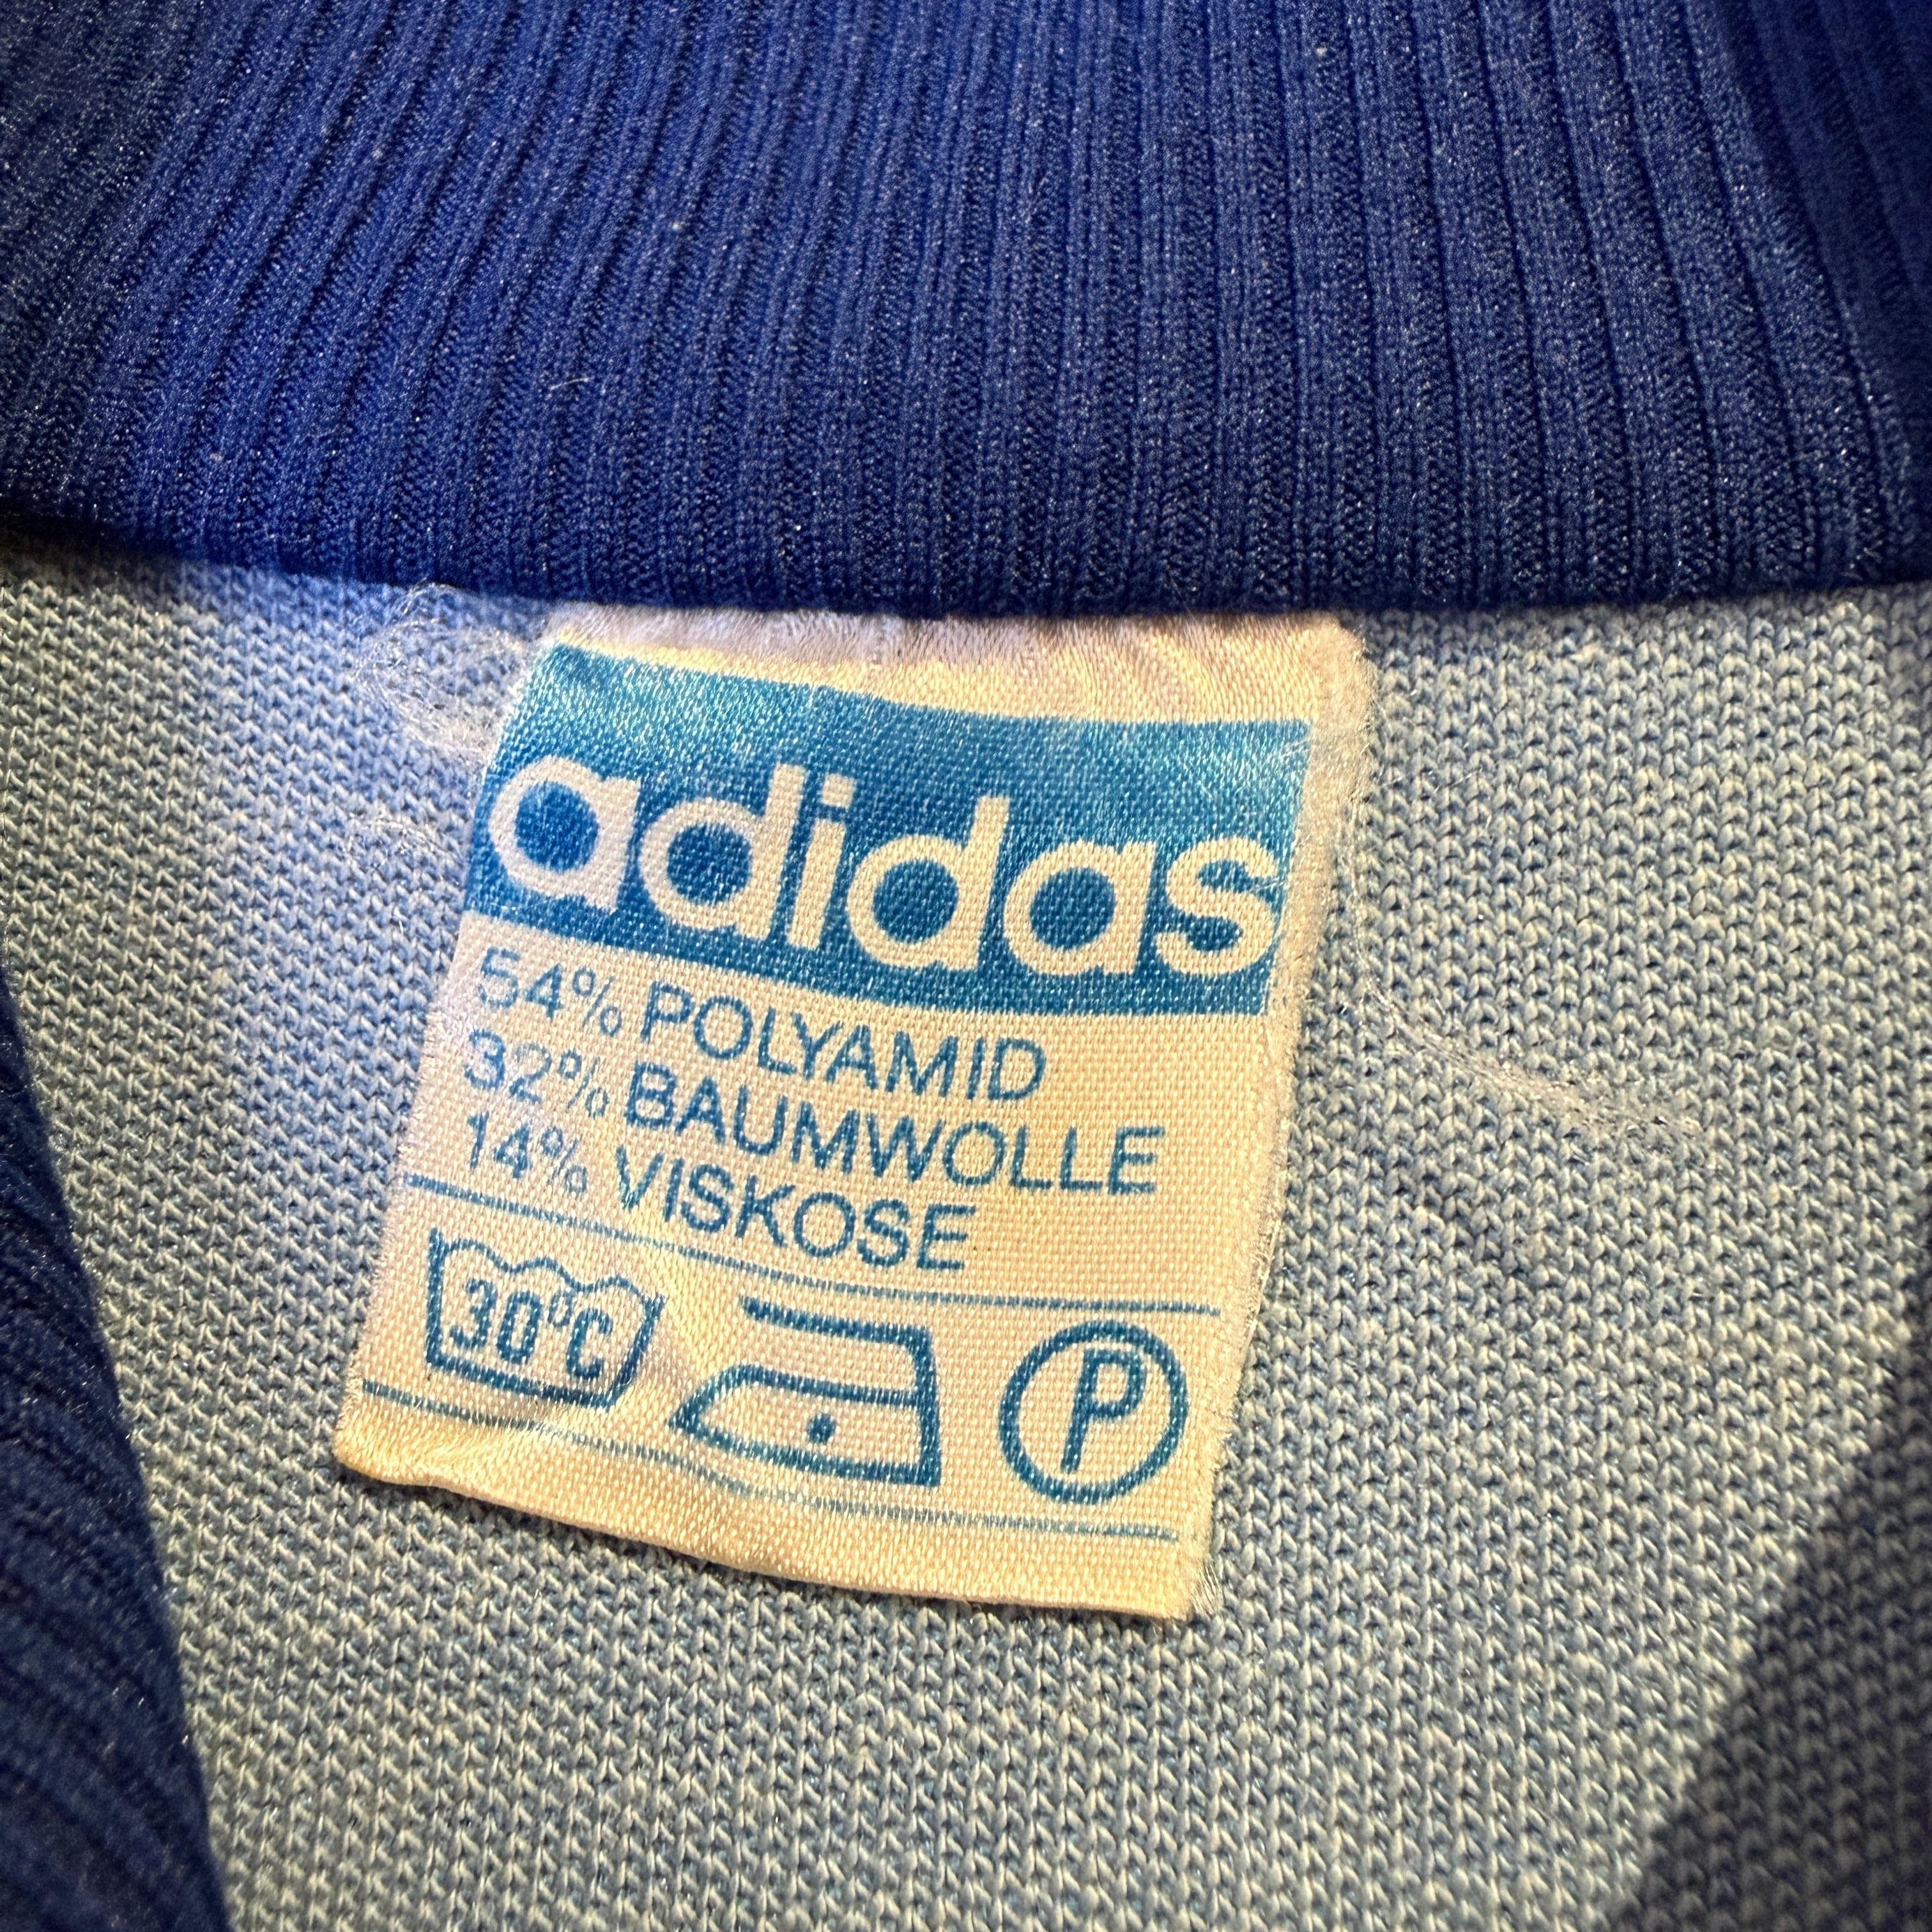 adidas
54% POLYAMID
32% BAUMWOLLE
14% VISKOSE
30°C P